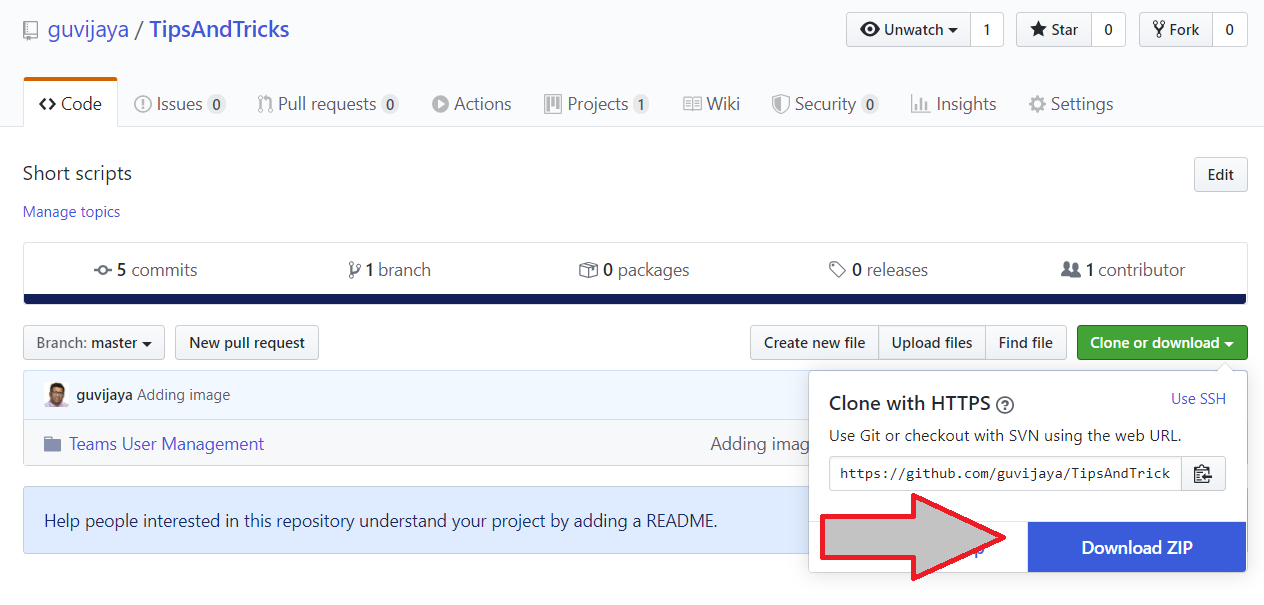 guvijaya / TipsAndTricks
Unwatch 1 Star 0 Fork 0
Code Issues 0 Pull requests 0 Actions Projects 1 Wiki Security 0 Insights Settings
Short scripts
Edit
Manage topics
5 commits 1 branch 0 packages 0 releases 1 contributor
Branch: master New pull request Create new file Upload files Find file Clone or download
guvijaya Adding image
Teams User Management Adding imag
Help people interested in this repository understand your project by adding a README.
Clone with HTTPS ?
Use SSH
Use Git or checkout with SVN using the web URL.
https://github.com/guvijaya/TipsAndTrick
Download ZIP